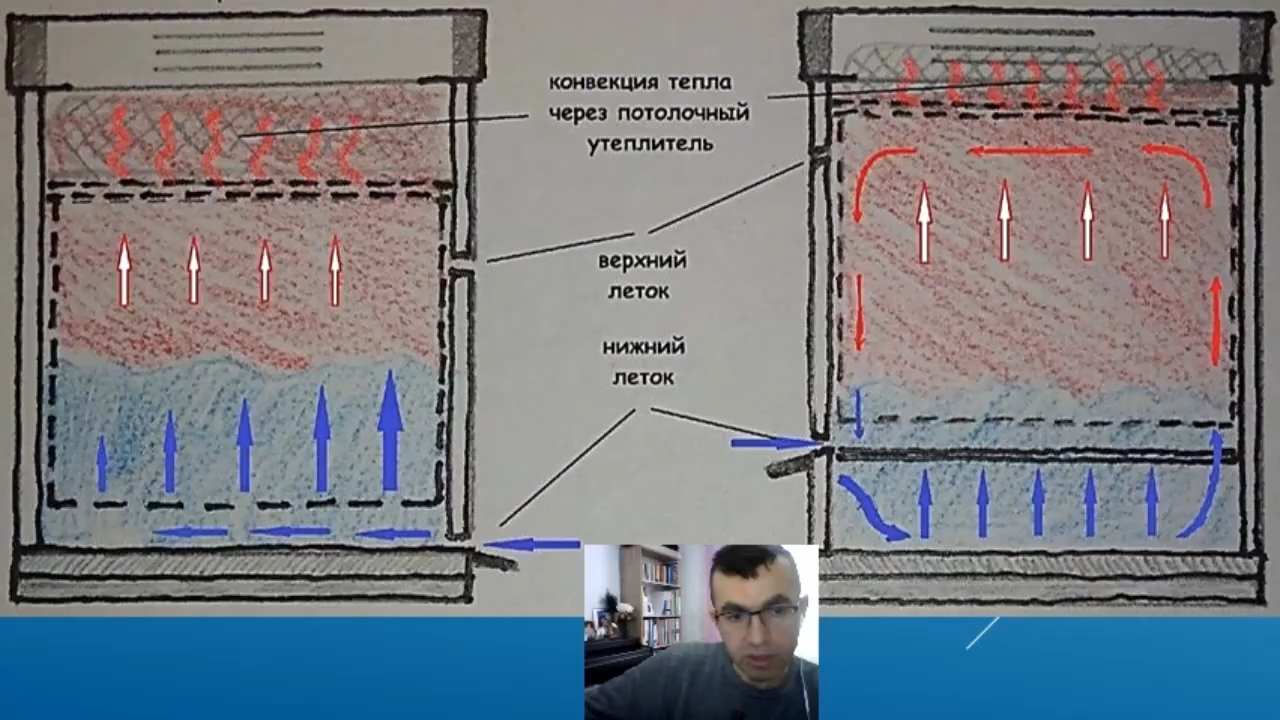 конвекция тепла
через потолочный
утеплитель
верхний
леток
нижний
леток